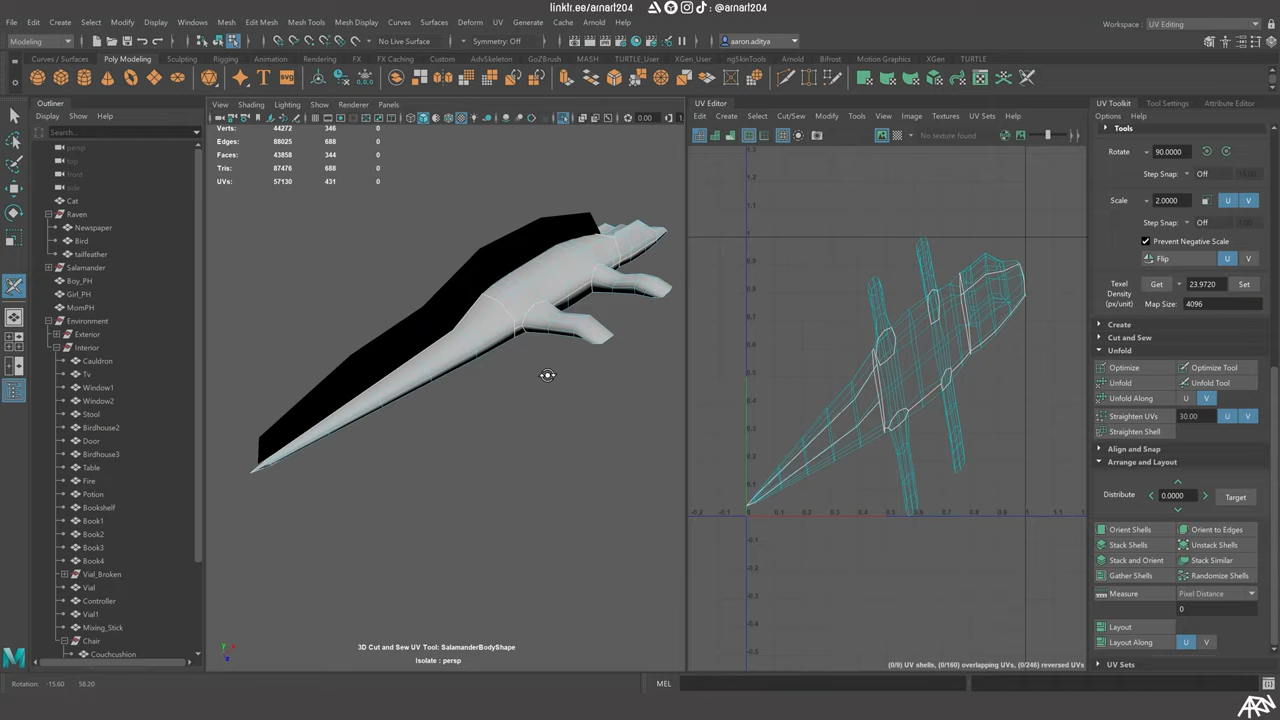 linktr.ee/arnart204 : @arnart204
File Edit Create Select Modify Display Windows Mesh Edit Mesh Mesh Tools Mesh Display Curves Surfaces Deform UV Generate Cache Arnold Help
Workspace : UV Editing
Modeling
No Live Surface
Symmetry: Off
aaron.aditya
Curves / Surfaces Poly Modeling Sculpting Rigging Animation Rendering FX FX Caching Custom AdvSkeleton GoZBrush MASH TURTLE_User XGen_User ngSkinTools Arnold Bifrost Motion Graphics XGen TURTLE
Outliner
Display Show Help
Search...
persp
top
front
side
Cat
Raven
Newspaper
Bird
tailfeather
Salamander
Boy_PH
Girl_PH
MomPH
Environment
Exterior
Interior
Cauldron
Tv
Window1
Window2
Stool
Birdhouse2
Door
Birdhouse3
Table
Fire
Potion
Bookshelf
Book1
Book2
Book3
Book4
Vial_Broken
Vial
Controller
Vial1
Mixing_Stick
Chair
Couchcushion
View Shading Lighting Show Renderer Panels
0.00
Verts: 44272 346 0
Edges: 88025 688 0
Faces: 43858 344 0
Tris: 87476 688 0
UVs: 57130 431 0
3D Cut and Sew UV Tool: SalamanderBodyShape
Isolate : persp
UV Editor
Edit Create Select Cut/Sew Modify Tools View Image Textures UV Sets Help
No texture found
(0/9) UV shells, (0/160) overlapping UVs, (0/246) reversed UVs
UV Toolkit Tool Settings Attribute Editor
Options Help
Tools
Rotate 90.0000
Step Snap: Off 15.00
Scale 2.0000 U V
Step Snap: Off 1.00
Prevent Negative Scale
Flip U V
Texel Density (px/unit) Get 23.9720 Set
Map Size: 4096
Create
Cut and Sew
Unfold
Optimize Optimize Tool
Unfold Unfold Tool
Unfold Along U V
Straighten UVs 30.00 U V
Straighten Shell
Align and Snap
Arrange and Layout
Distribute 0.0000 Target
Orient Shells Orient to Edges
Stack Shells Unstack Shells
Stack and Orient Stack Similar
Gather Shells Randomize Shells
Measure Pixel Distance
0
Layout
Layout Along U V
UV Sets
Rotation: -15.60 58.20
MEL
ARN